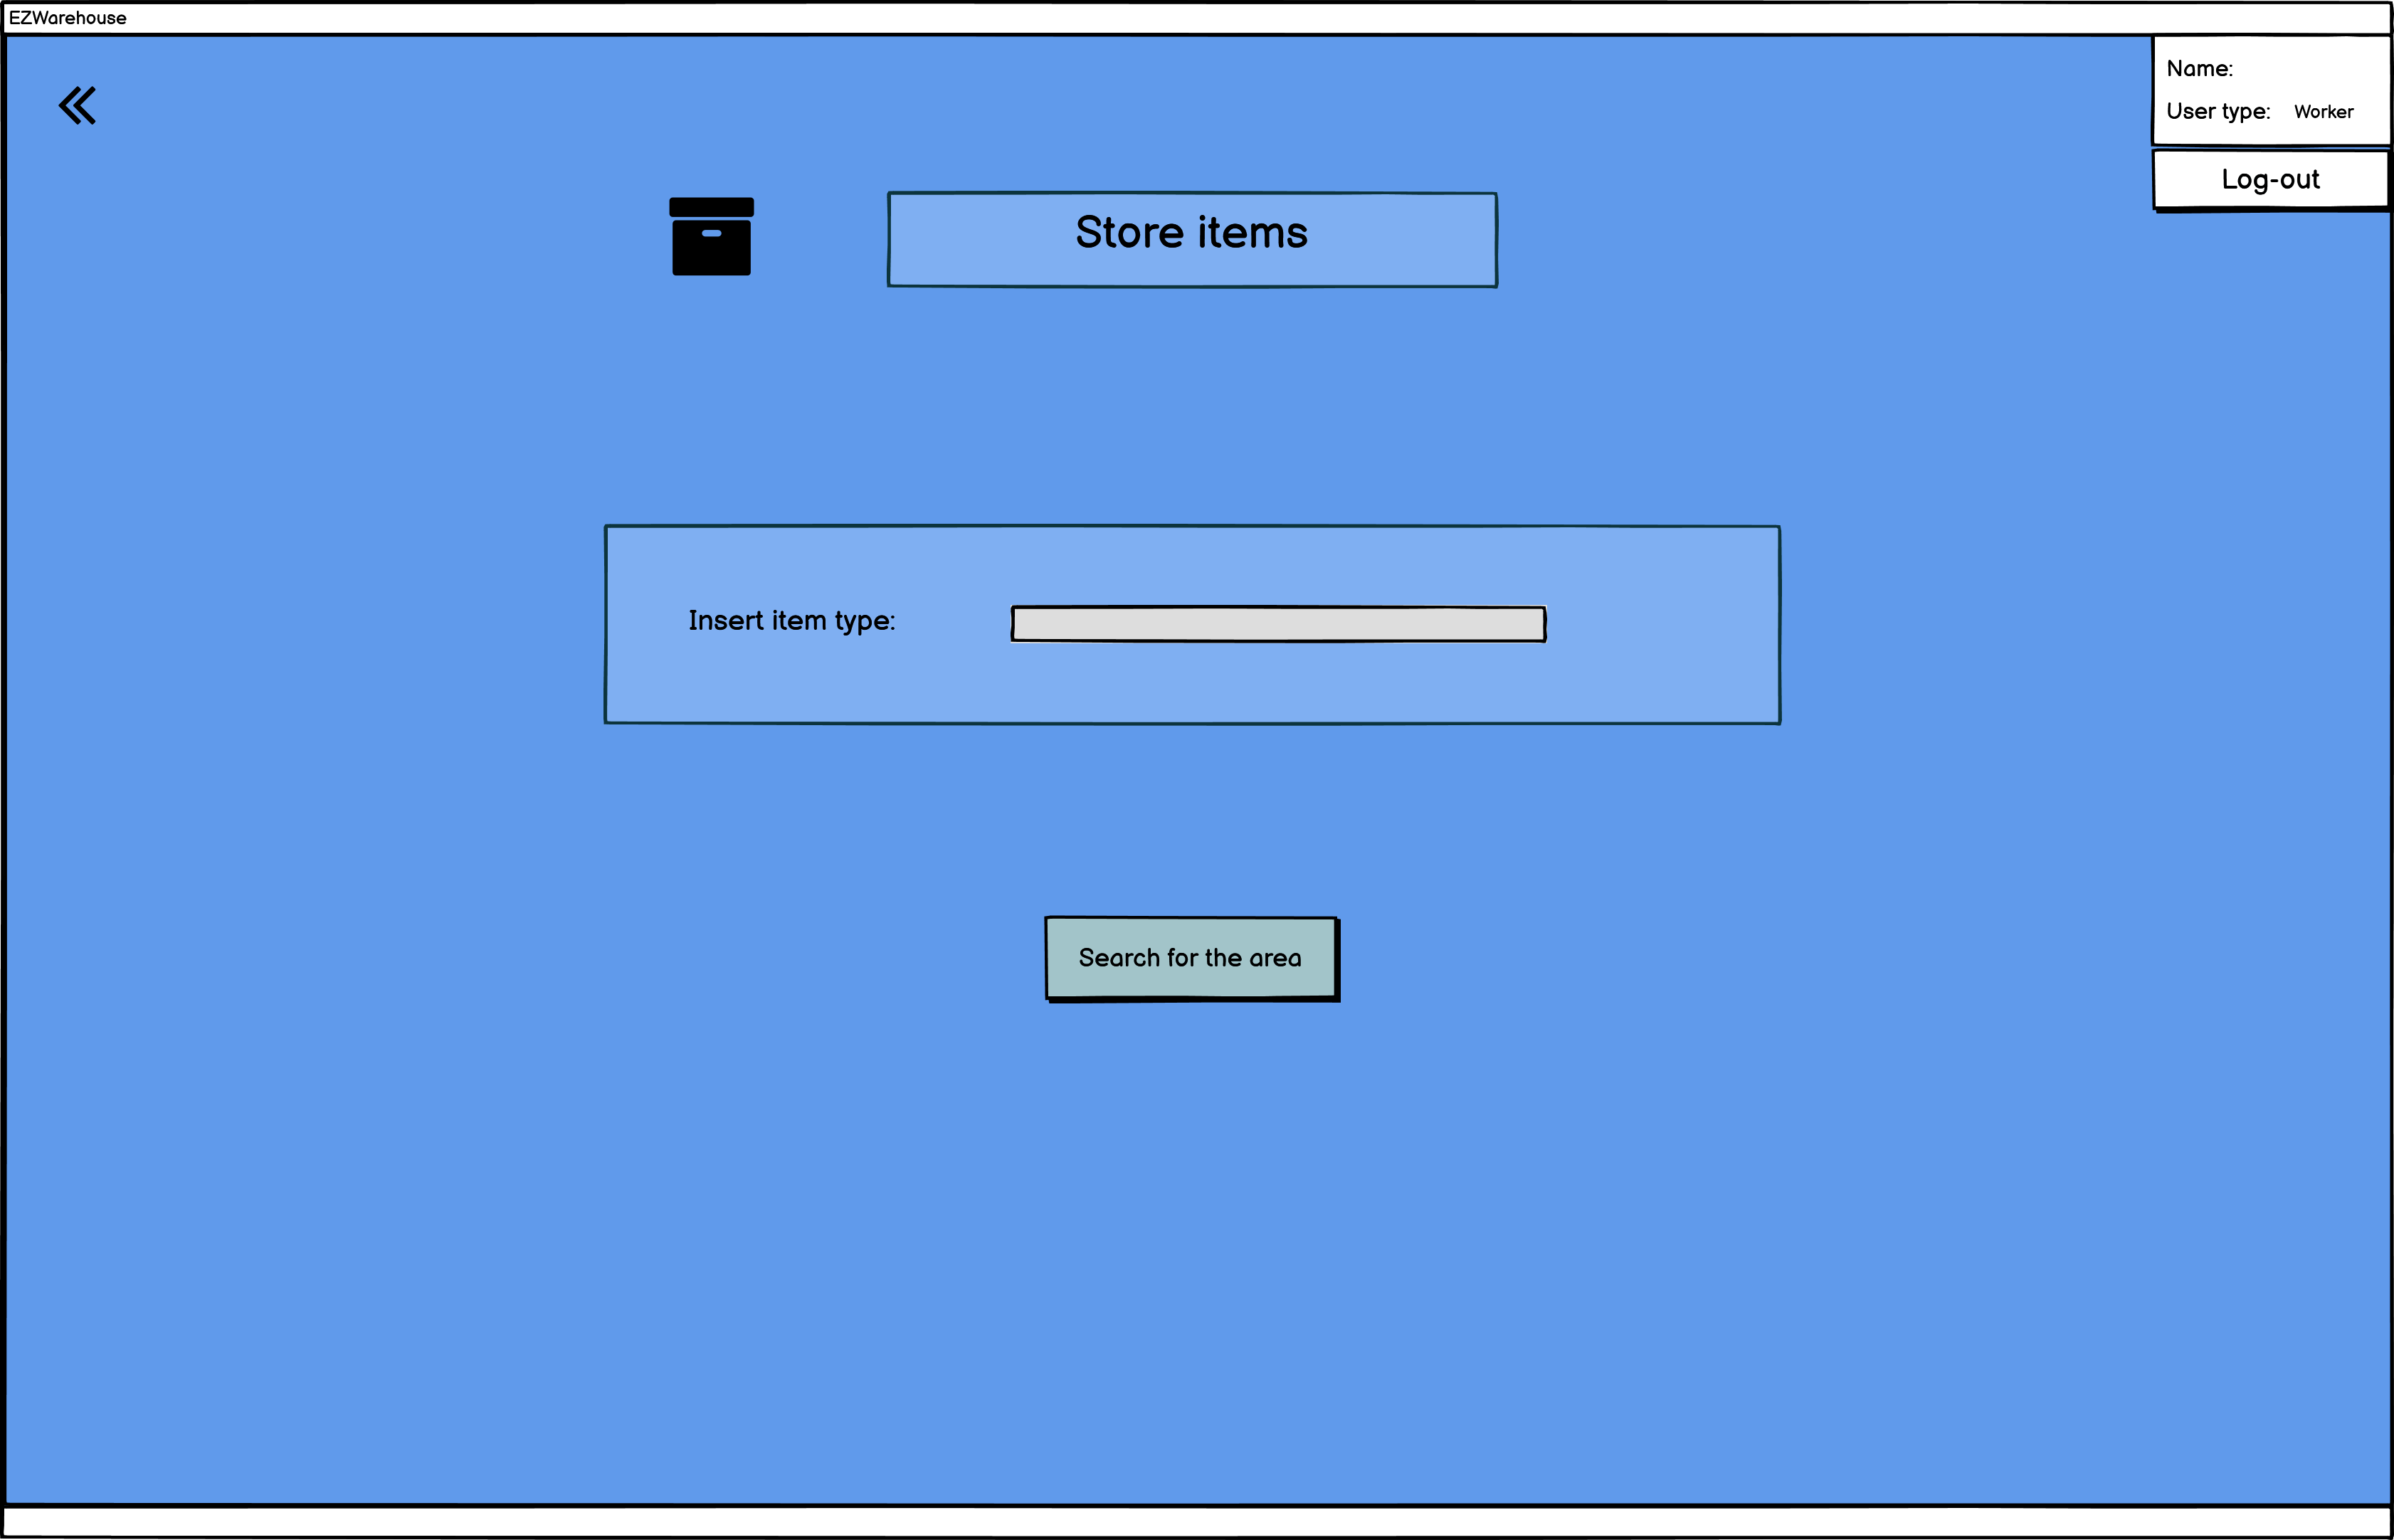 EZWarehouse
Name:
User type: Worker
Log-out
Store items
Insert item type:
Search for the area